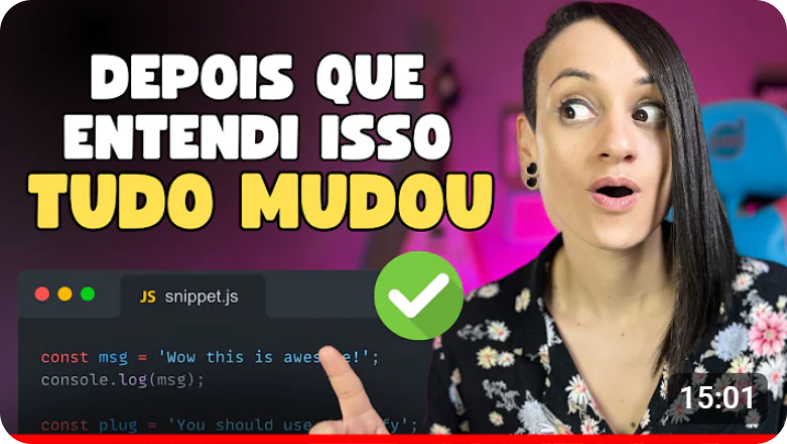 DEPOIS QUE
ENTENDI ISSO
TUDO MUDOU
JS snippet.js
const msg = 'Wow this is !';
console.log(msg);
const plug = 'You should use
15:01